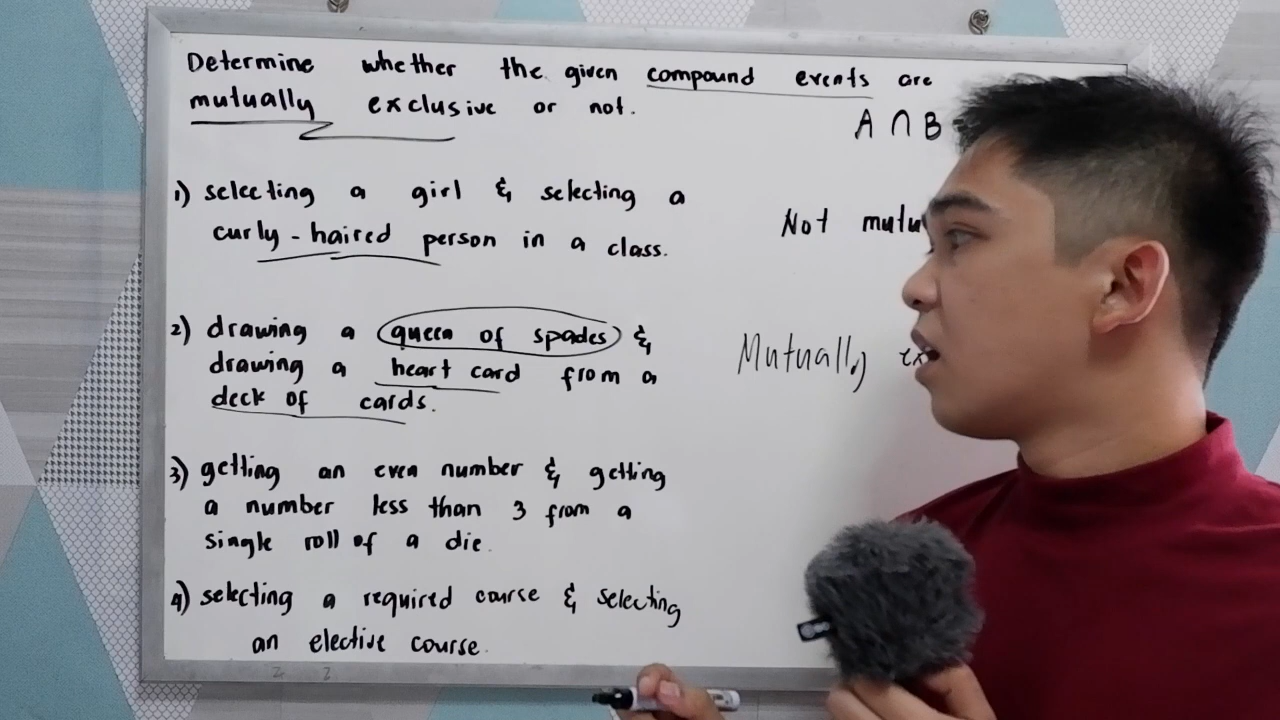 Determine whether the given compound events are
mutually exclusive or not.
A ∩ B
1) selecting a girl & selecting a
curly-haired person in a class.
Not mutu
2) drawing a queen of spades &
drawing a heart card from a
deck of cards.
Mutually ex
3) getting an even number & getting
a number less than 3 from a
single roll of a die.
4) selecting a required course & selecting
an elective course.